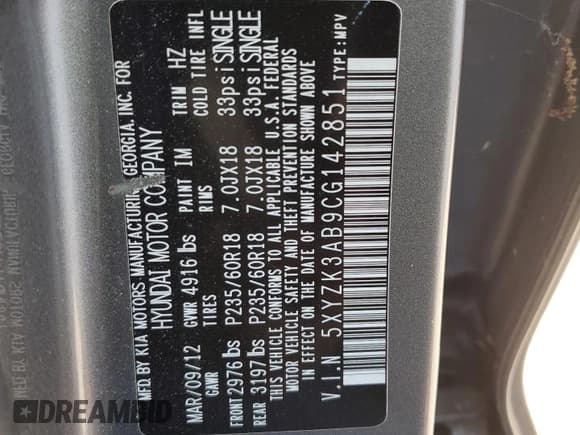 MFD BY KIA MOTORS MANUFACTURING GEORGIA, INC. FOR
HYUNDAI MOTOR COMPANY
MAR/09/12 GVWR 4916 lbs PAINT IM TRIM HZ
GAWR TIRES RIMS COLD TIRE INFL
FRONT 2976 lbs P235/60R18 7.0JX18 33psi SINGLE
REAR 3197 lbs P235/60R18 7.0JX18 33psi SINGLE
THIS VEHICLE CONFORMS TO ALL APPLICABLE U.S.A. FEDERAL
MOTOR VEHICLE SAFETY AND THEFT PREVENTION STANDARDS
IN EFFECT ON THE DATE OF MANUFACTURE SHOWN ABOVE
V.I.N 5XYZK3AB9CG142851 TYPE:MPV
DREAMBID